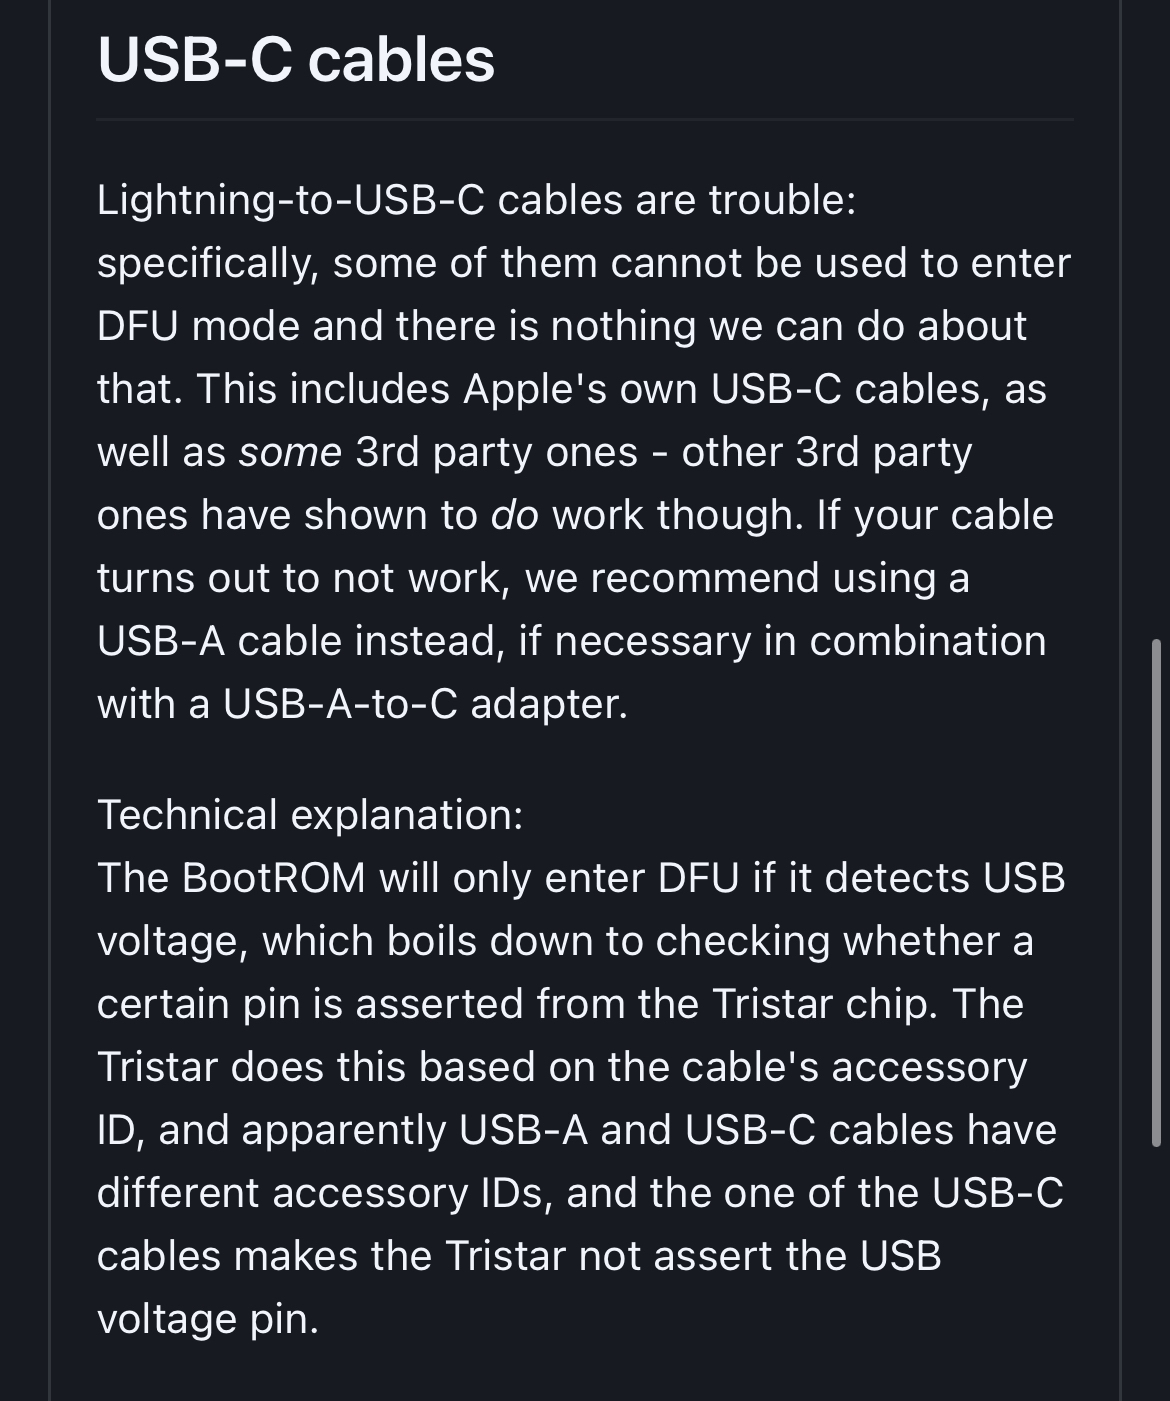 USB-C cables
Lightning-to-USB-C cables are trouble:
specifically, some of them cannot be used to enter
DFU mode and there is nothing we can do about
that. This includes Apple's own USB-C cables, as
well as some 3rd party ones - other 3rd party
ones have shown to do work though. If your cable
turns out to not work, we recommend using a
USB-A cable instead, if necessary in combination
with a USB-A-to-C adapter.
Technical explanation:
The BootROM will only enter DFU if it detects USB
voltage, which boils down to checking whether a
certain pin is asserted from the Tristar chip. The
Tristar does this based on the cable's accessory
ID, and apparently USB-A and USB-C cables have
different accessory IDs, and the one of the USB-C
cables makes the Tristar not assert the USB
voltage pin.